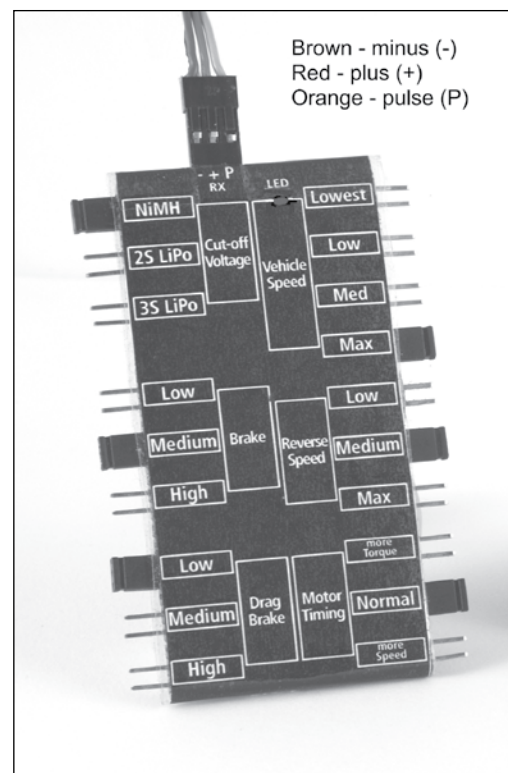 Brown - minus (-)
Red - plus (+)
Orange - pulse (P)
- + P
RX
LED
NiMH
2S LiPo
3S LiPo
Cut-off
Voltage
Vehicle
Speed
Lowest
Low
Med
Max
Low
Medium
High
Brake
Reverse
Speed
Low
Medium
Max
Low
Medium
High
Drag
Brake
Motor
Timing
more
Torque
Normal
more
Speed